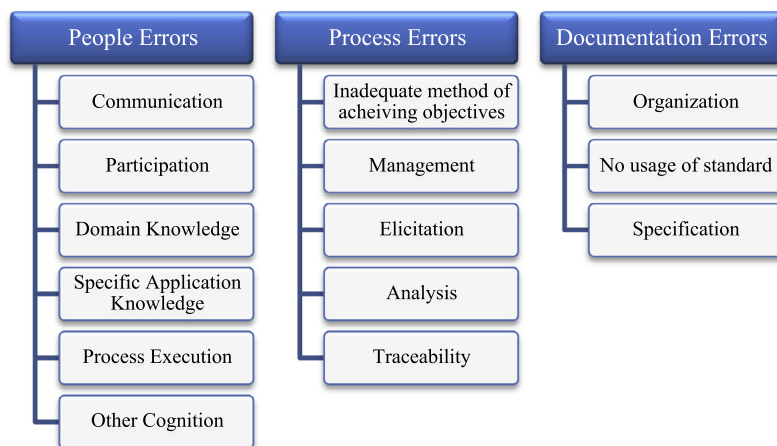 People Errors
Communication
Participation
Domain Knowledge
Specific Application
Knowledge
Process Execution
Other Cognition
Process Errors
Inadequate method of
acheiving objectives
Management
Elicitation
Analysis
Traceability
Documentation Errors
Organization
No usage of standard
Specification